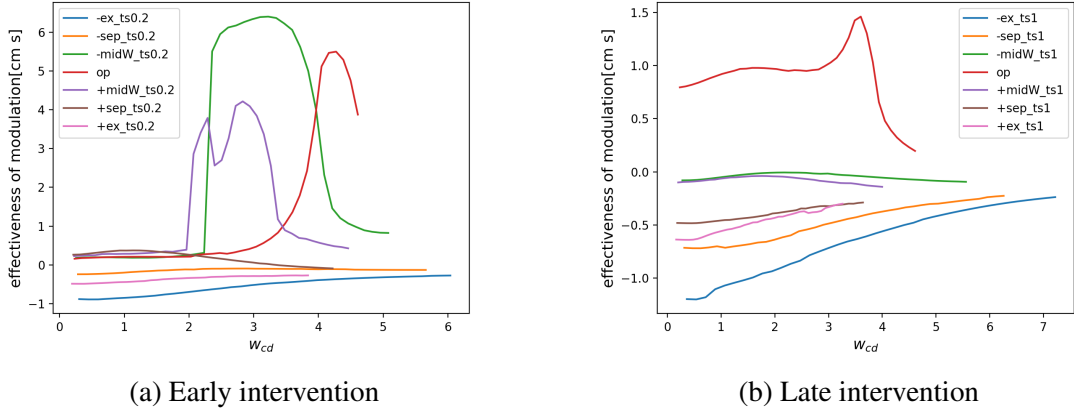 effectiveness of modulation[cm s]
6
5
4
3
2
1
0
−1
-ex_ts0.2
-sep_ts0.2
-midW_ts0.2
op
+midW_ts0.2
+sep_ts0.2
+ex_ts0.2
0 1 2 3 4 5 6
w_cd
(a) Early intervention
effectiveness of modulation[cm s]
1.5
1.0
0.5
0.0
−0.5
−1.0
-ex_ts1
-sep_ts1
-midW_ts1
op
+midW_ts1
+sep_ts1
+ex_ts1
0 1 2 3 4 5 6 7
w_cd
(b) Late intervention